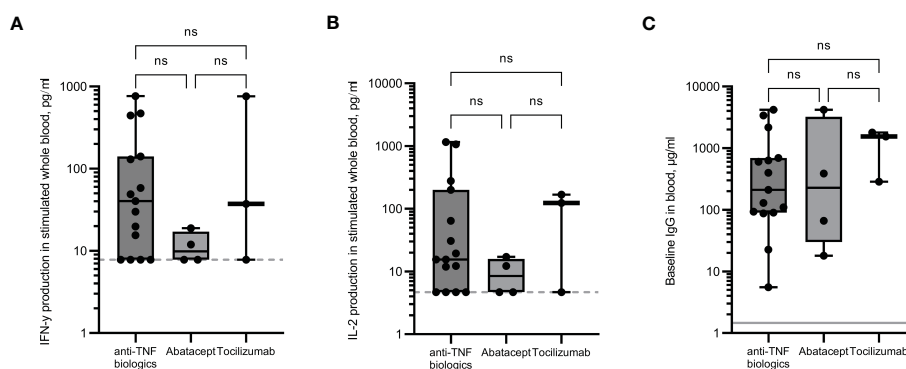 A
ns
ns
ns
IFN-y production in stimulated whole blood, pg/ml
1000
100
10
1
anti-TNF
biologics
Abatacept
Tocilizumab
B
ns
ns
ns
IL-2 production in stimulated whole blood, pg/ml
10000
1000
100
10
1
anti-TNF
biologics
Abatacept
Tocilizumab
C
ns
ns
ns
Baseline IgG in blood, µg/ml
10000
1000
100
10
1
anti-TNF
biologics
Abatacept
Tocilizumab